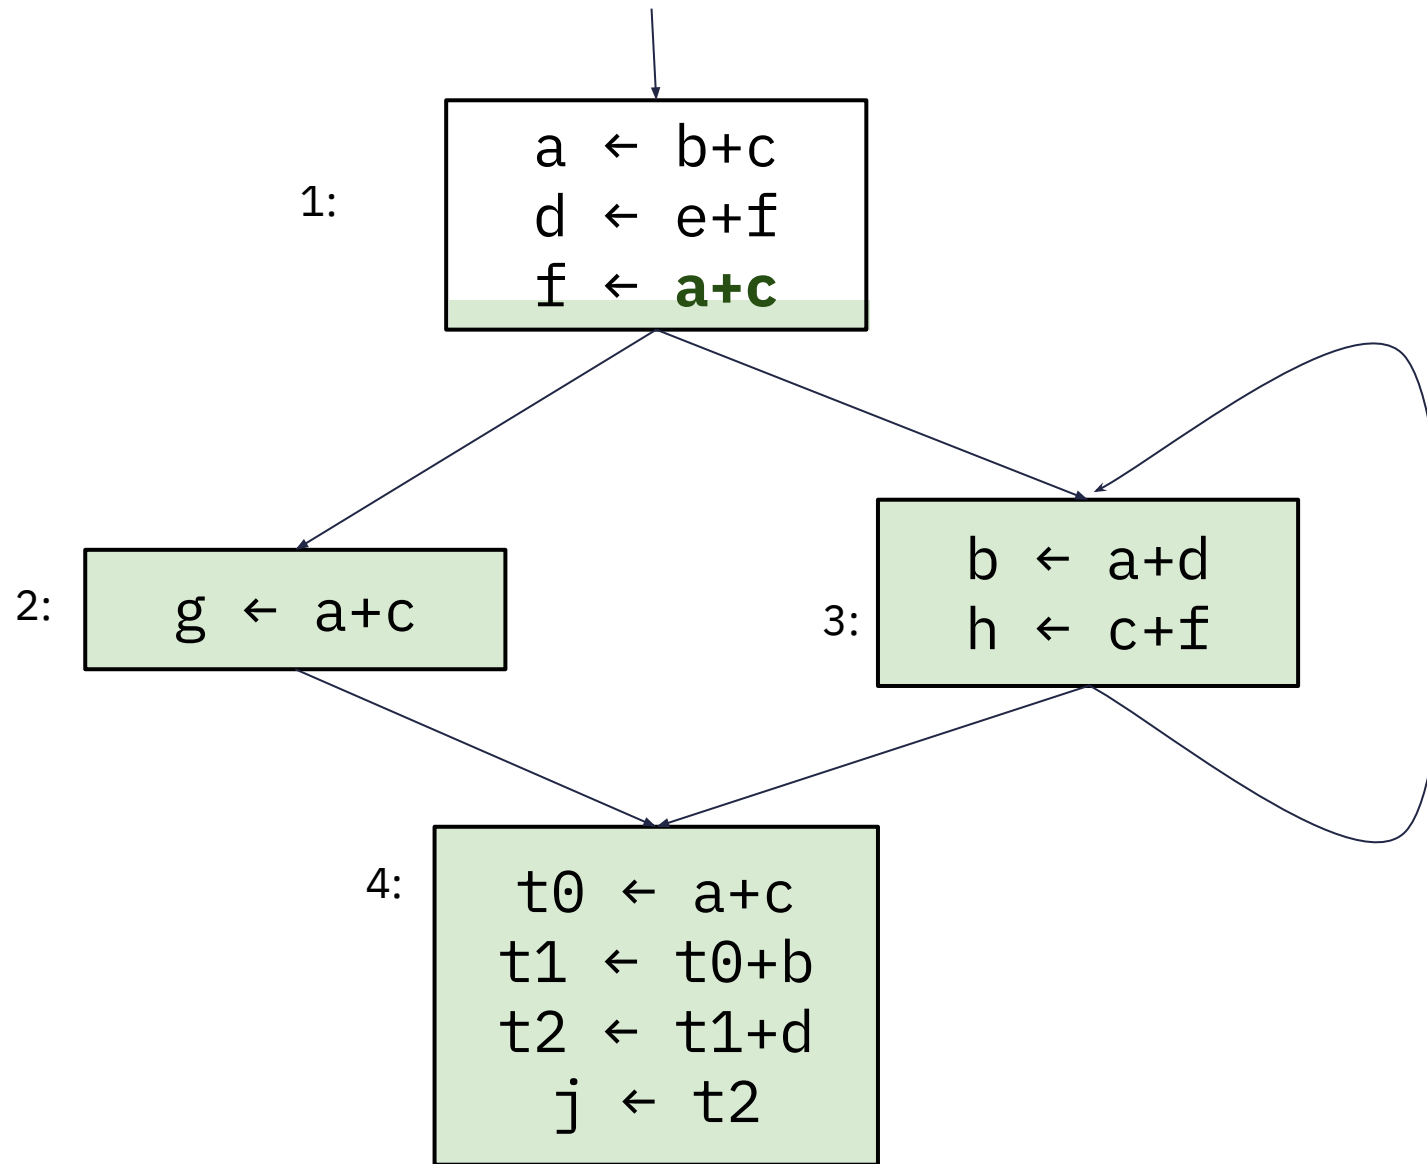 a ← b+c
1:
d ← e+f
f ← a+c
2:
g ← a+c
3:
b ← a+d
h ← c+f
4:
t0 ← a+c
t1 ← t0+b
t2 ← t1+d
j ← t2